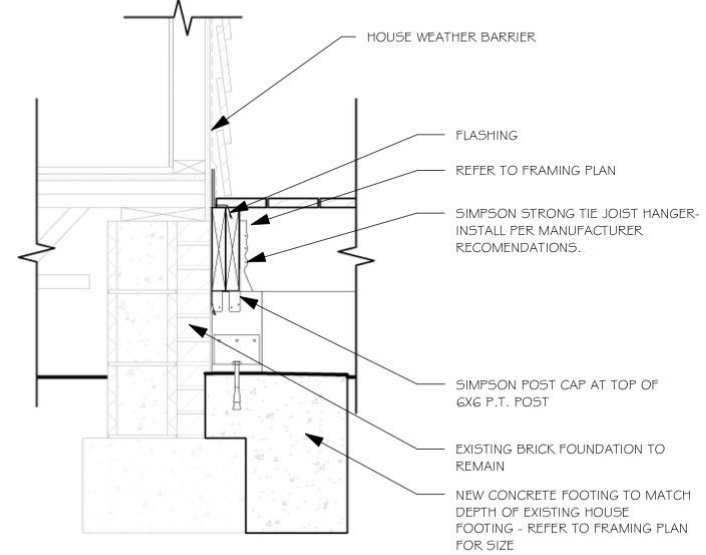 HOUSE WEATHER BARRIER
FLASHING
REFER TO FRAMING PLAN
SIMPSON STRONG TIE JOIST HANGER-
INSTALL PER MANUFACTURER
RECOMENDATIONS.
SIMPSON POST CAP AT TOP OF
6X6 P.T. POST
EXISTING BRICK FOUNDATION TO
REMAIN
NEW CONCRETE FOOTING TO MATCH
DEPTH OF EXISTING HOUSE
FOOTING - REFER TO FRAMING PLAN
FOR SIZE